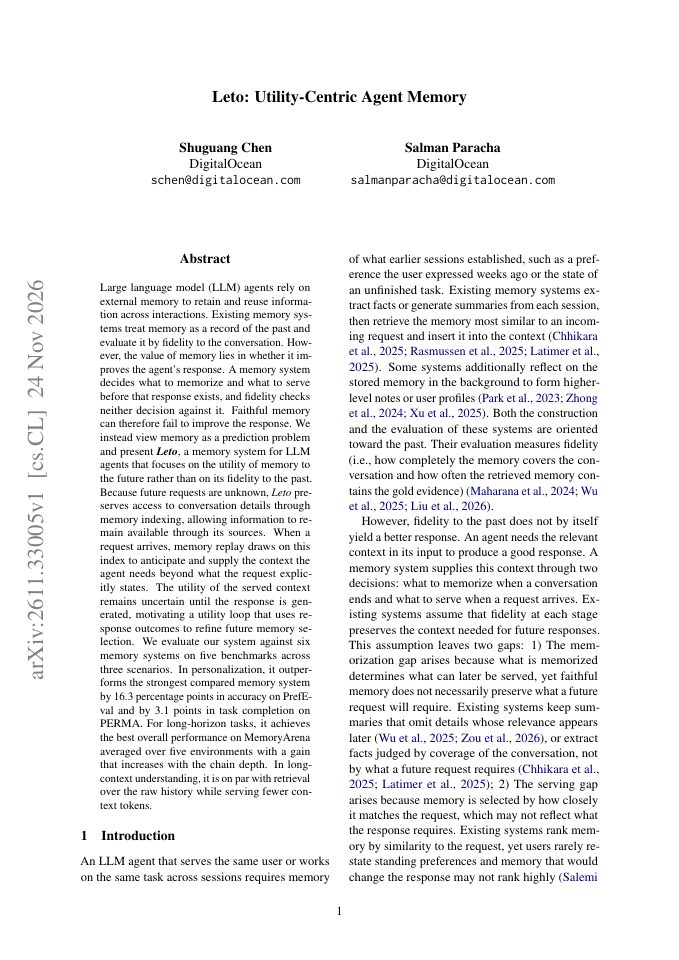 Leto: Utility-Centric Agent Memory
Shuguang Chen
DigitalOcean
schen@digitalocean.com
Salman Paracha
DigitalOcean
salmanparacha@digitalocean.com
arXiv:2611.33005v1 [cs.CL] 24 Nov 2026
Abstract
Large language model (LLM) agents rely on
external memory to retain and reuse informa-
tion across interactions. Existing memory sys-
tems treat memory as a record of the past and
evaluate it by fidelity to the conversation. How-
ever, the value of memory lies in whether it im-
proves the agent's response. A memory system
decides what to memorize and what to serve
before that response exists, and fidelity checks
neither decision against it. Faithful memory
can therefore fail to improve the response. We
instead view memory as a prediction problem
and present Leto, a memory system for LLM
agents that focuses on the utility of memory to
the future rather than on its fidelity to the past.
Because future requests are unknown, Leto pre-
serves access to conversation details through
memory indexing, allowing information to re-
main available through its sources. When a
request arrives, memory replay draws on this
index to anticipate and supply the context the
agent needs beyond what the request explic-
itly states. The utility of the served context
remains uncertain until the response is gen-
erated, motivating a utility loop that uses re-
sponse outcomes to refine future memory se-
lection. We evaluate our system against six
memory systems on five benchmarks across
three scenarios. In personalization, it outper-
forms the strongest compared memory system
by 16.3 percentage points in accuracy on PrefE-
val and by 3.1 points in task completion on
PERMA. For long-horizon tasks, it achieves
the best overall performance on MemoryArena
averaged over five environments with a gain
that increases with the chain depth. In long-
context understanding, it is on par with retrieval
over the raw history while serving fewer con-
text tokens.
1 Introduction
An LLM agent that serves the same user or works
on the same task across sessions requires memory
of what earlier sessions established, such as a pref-
erence the user expressed weeks ago or the state of
an unfinished task. Existing memory systems ex-
tract facts or generate summaries from each session,
then retrieve the memory most similar to an incom-
ing request and insert it into the context (Chhikara
et al., 2025; Rasmussen et al., 2025; Latimer et al.,
2025). Some systems additionally reflect on the
stored memory in the background to form higher-
level notes or user profiles (Park et al., 2023; Zhong
et al., 2024; Xu et al., 2025). Both the construction
and the evaluation of these systems are oriented
toward the past. Their evaluation measures fidelity
(i.e., how completely the memory covers the con-
versation and how often the retrieved memory con-
tains the gold evidence) (Maharana et al., 2024; Wu
et al., 2025; Liu et al., 2026).
However, fidelity to the past does not by itself
yield a better response. An agent needs the relevant
context in its input to produce a good response. A
memory system supplies this context through two
decisions: what to memorize when a conversation
ends and what to serve when a request arrives. Ex-
isting systems assume that fidelity at each stage
preserves the context needed for future responses.
This assumption leaves two gaps: 1) The mem-
orization gap arises because what is memorized
determines what can later be served, yet faithful
memory does not necessarily preserve what a future
request will require. Existing systems keep sum-
maries that omit details whose relevance appears
later (Wu et al., 2025; Zou et al., 2026), or extract
facts judged by coverage of the conversation, not
by what a future request requires (Chhikara et al.,
2025; Latimer et al., 2025); 2) The serving gap
arises because memory is selected by how closely
it matches the request, which may not reflect what
the response requires. Existing systems rank mem-
ory by similarity to the request, yet users rarely re-
state standing preferences and memory that would
change the response may not rank highly (Salemi
1